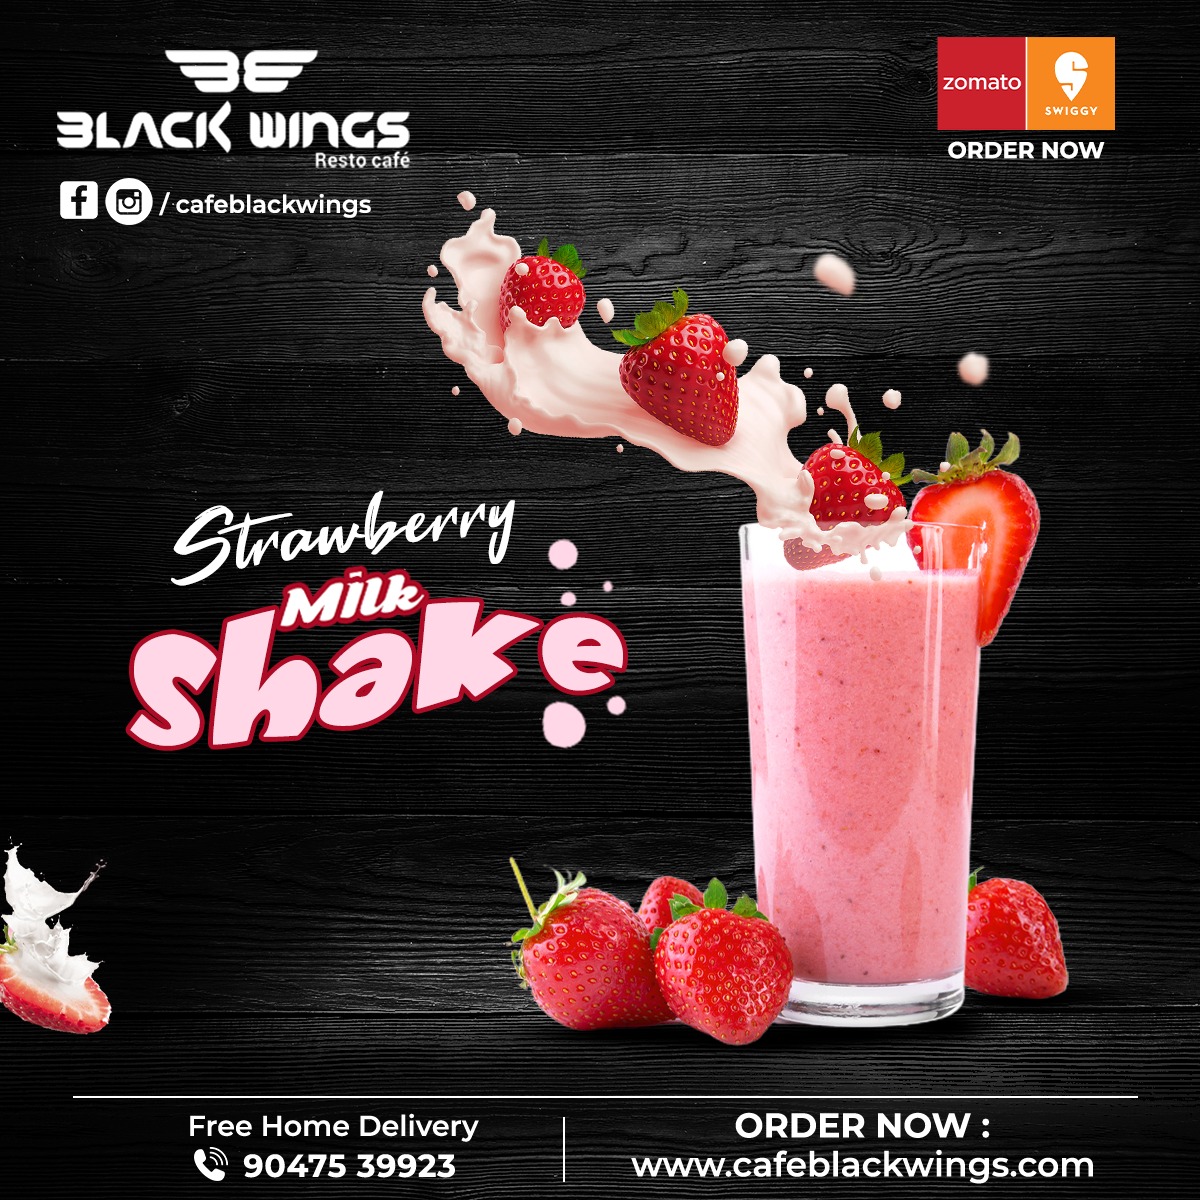 BLACK WINGS
Resto café
/ cafeblackwings
zomato
SWIGGY
ORDER NOW
Strawberry
Milk
Shake
Free Home Delivery
90475 39923
ORDER NOW :
www.cafeblackwings.com